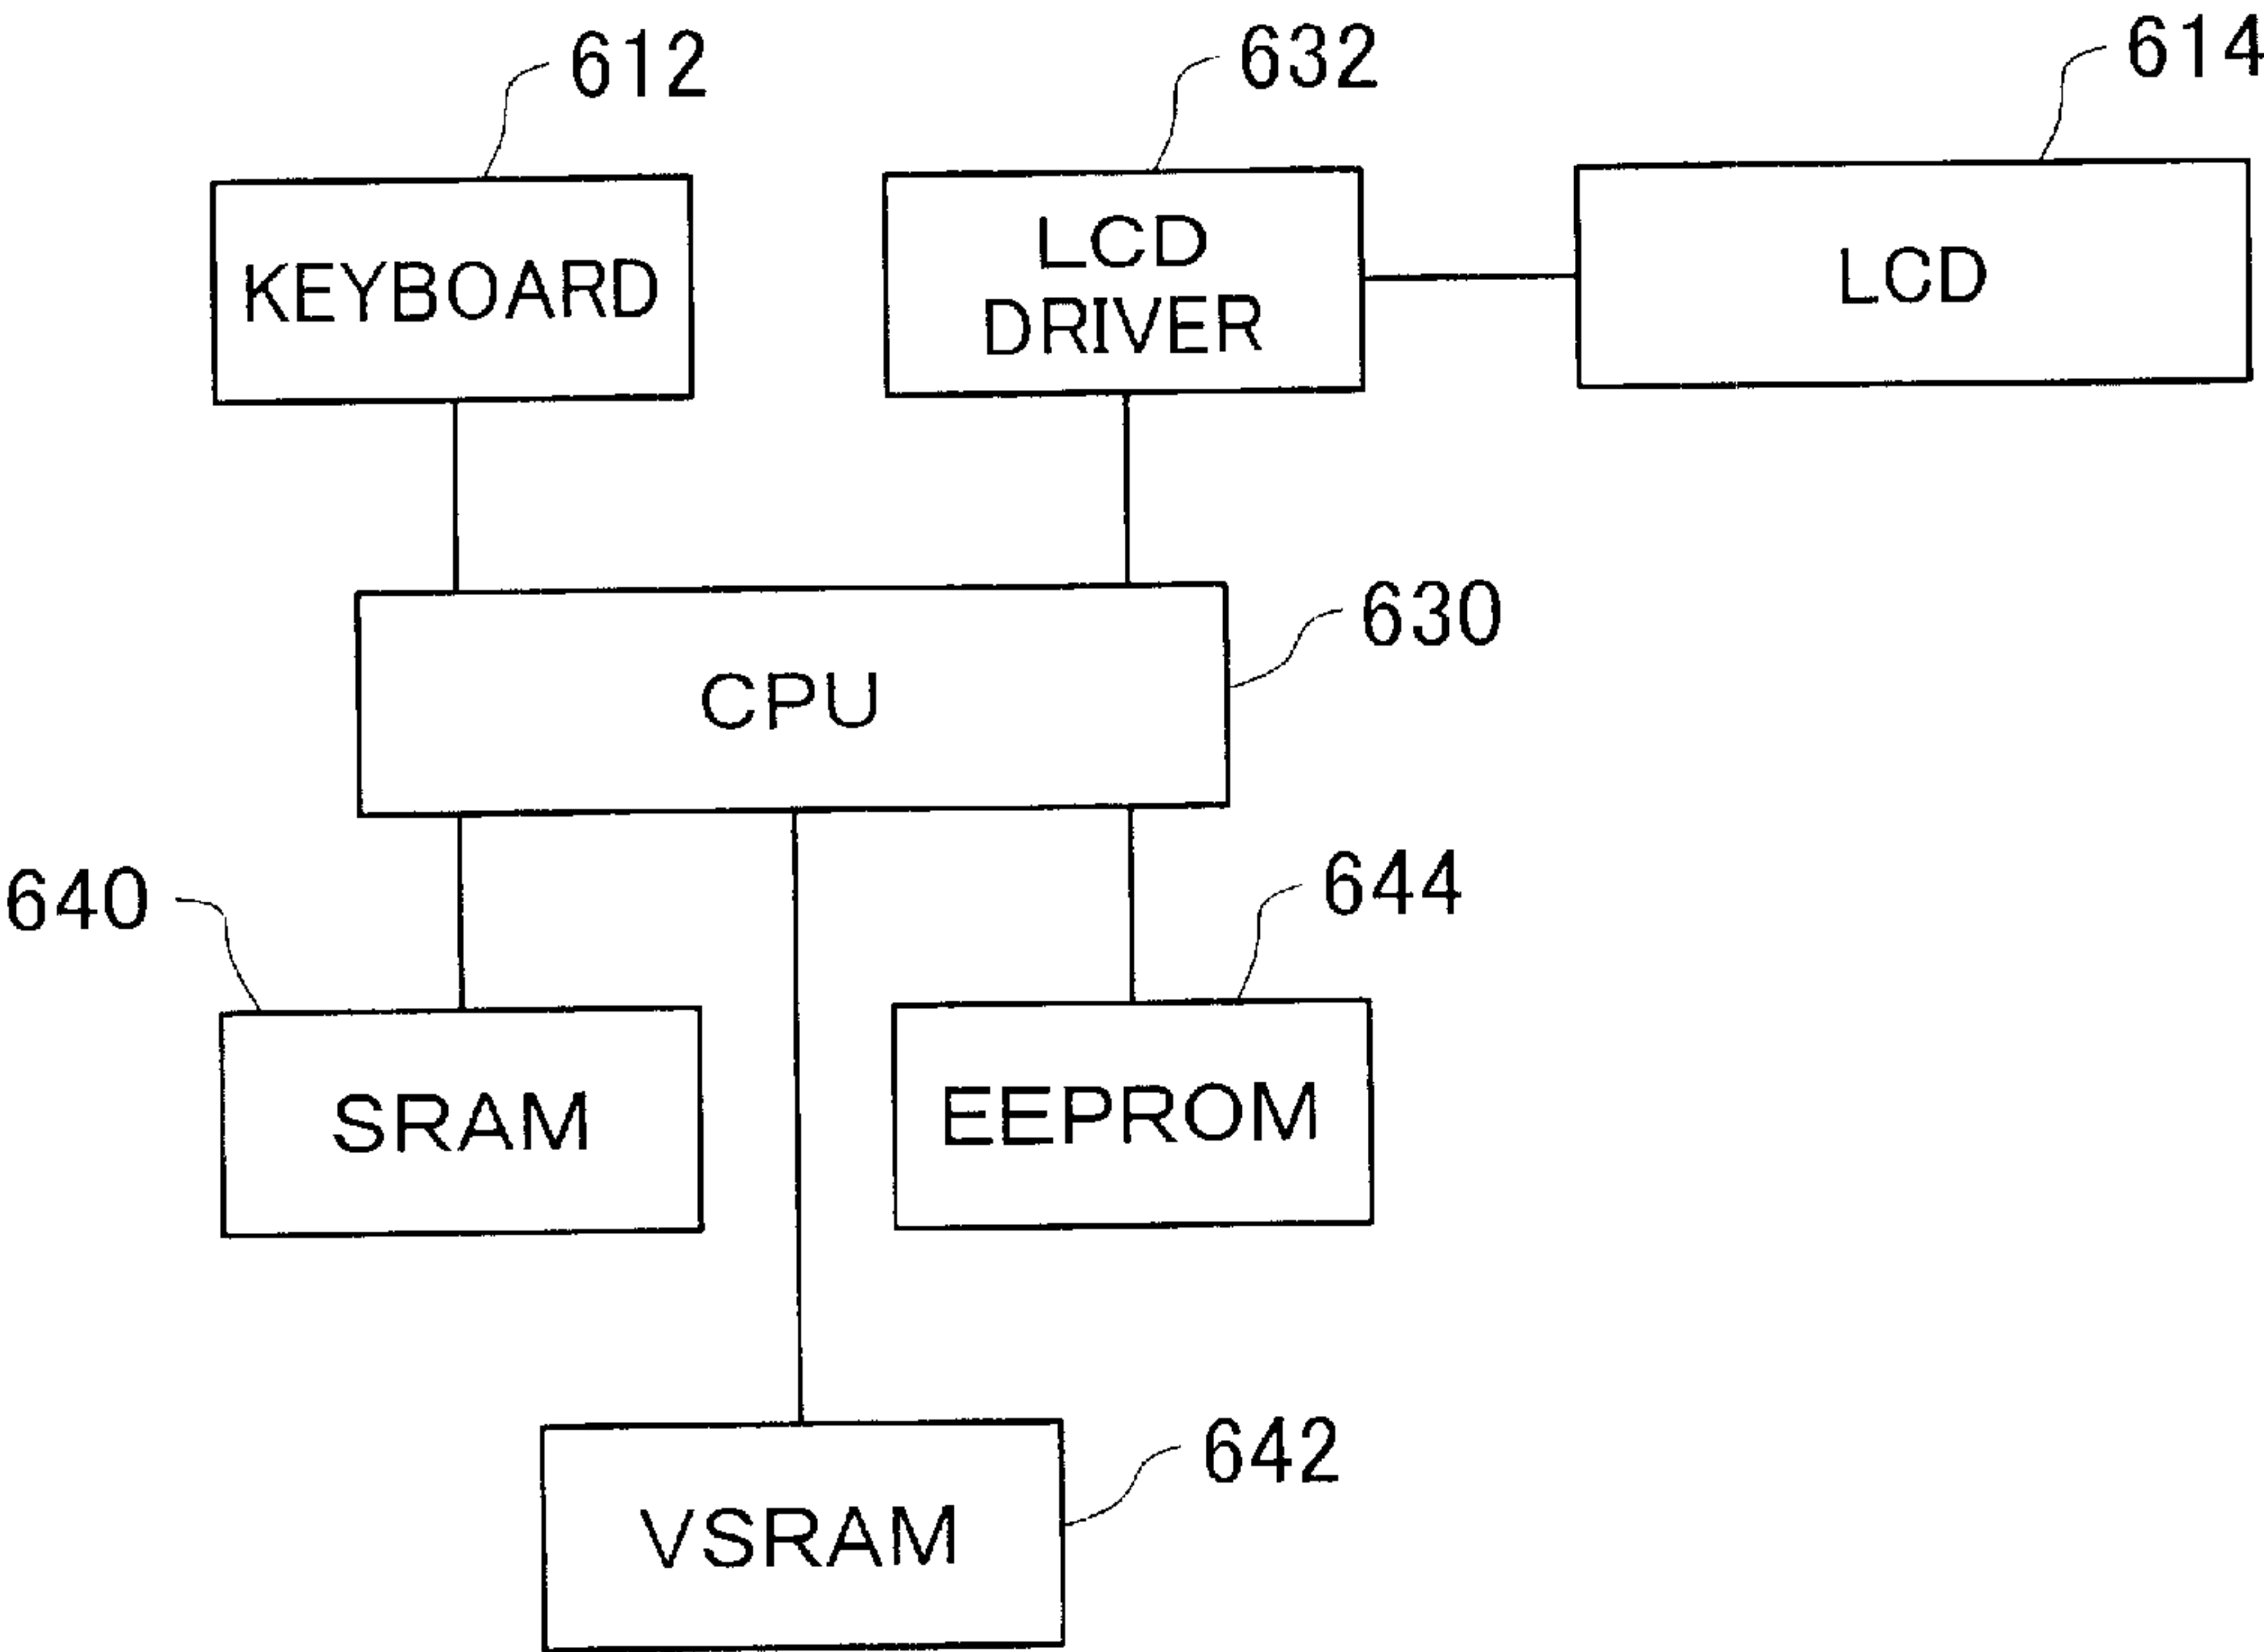 612
632
614
KEYBOARD
LCD
DRIVER
LCD
630
CPU
640
644
SRAM
EEPROM
642
VSRAM